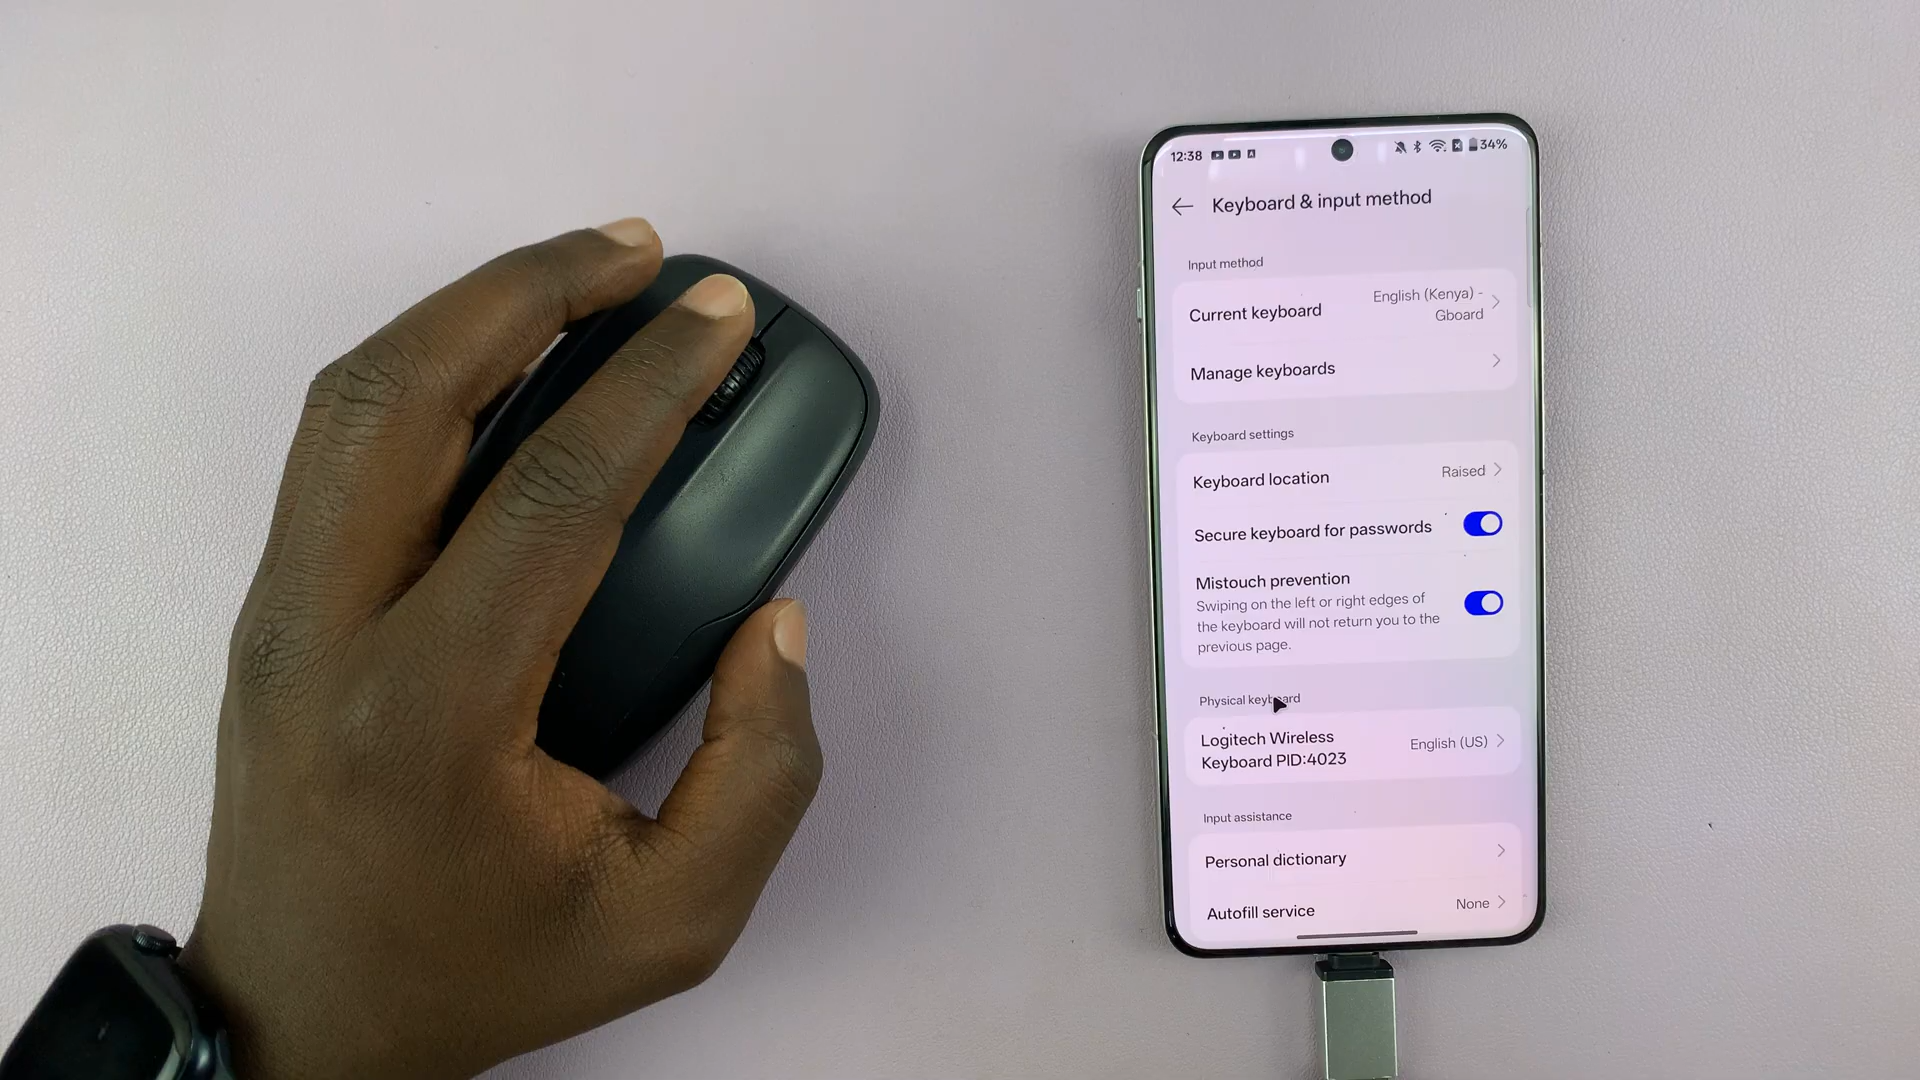 12:38
34%
Keyboard & input method
Input method
Current keyboard
English (Kenya) -
Gboard
Manage keyboards
Keyboard settings
Keyboard location
Raised
Secure keyboard for passwords
Mistouch prevention
Swiping on the left or right edges of
the keyboard will not return you to the
previous page.
Physical keyboard
Logitech Wireless
Keyboard PID:4023
English (US)
Input assistance
Personal dictionary
Autofill service
None